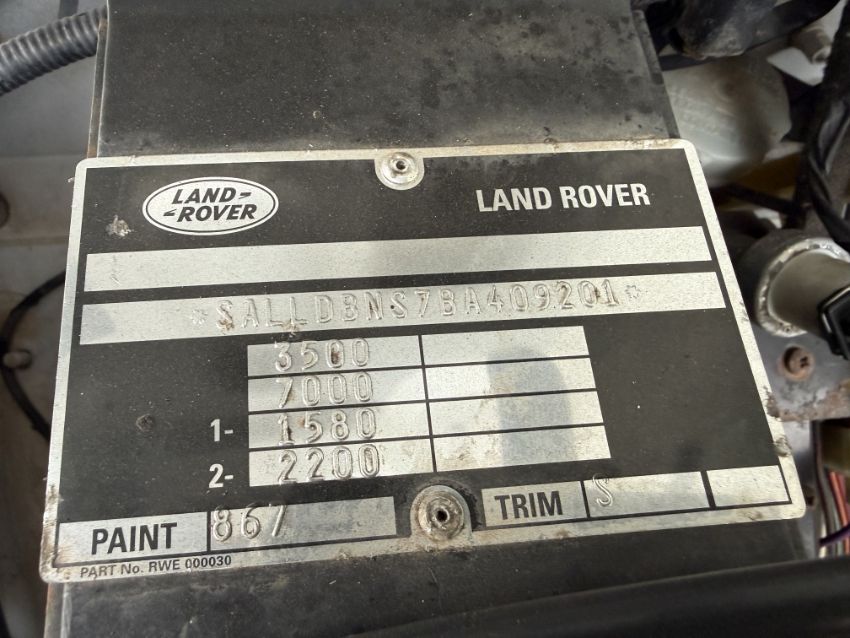 LAND-
-ROVER
LAND ROVER
*SALLDBNS7BA409201*
3500
7000
1- 1580
2- 2200
PAINT 867 TRIM S
PART No. RWE 000030